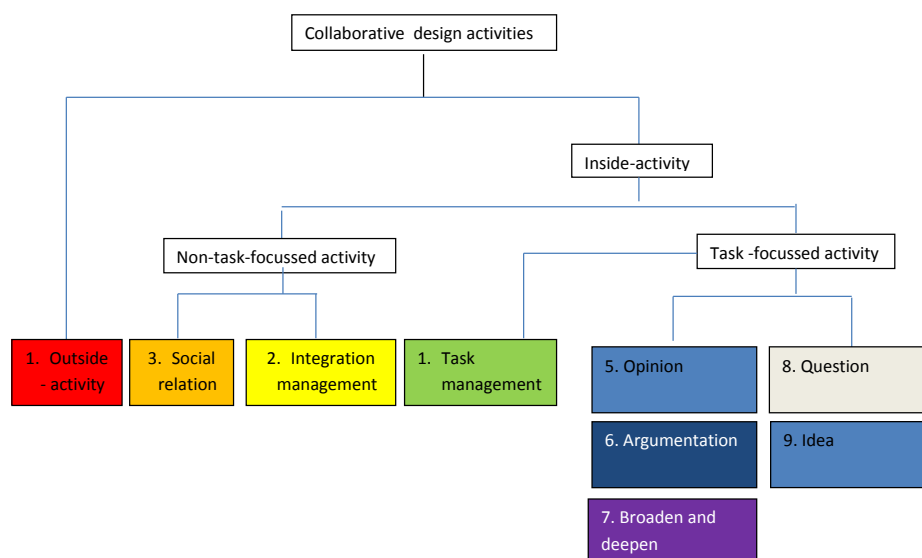 Collaborative design activities
Inside-activity
Non-task-focussed activity
Task -focussed activity
1. Outside
- activity
3. Social
relation
2. Integration
management
1. Task
management
5. Opinion
8. Question
6. Argumentation
9. Idea
7. Broaden and
deepen